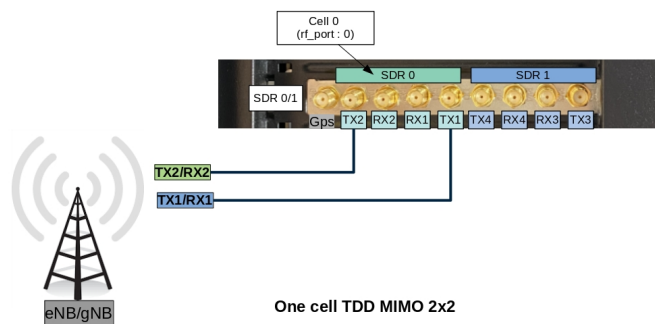 Cell 0
(rf_port : 0)
SDR 0
SDR 1
SDR 0/1
Gps
TX2
RX2
RX1
TX1
TX4
RX4
RX3
TX3
TX2/RX2
TX1/RX1
eNB/gNB
One cell TDD MIMO 2x2